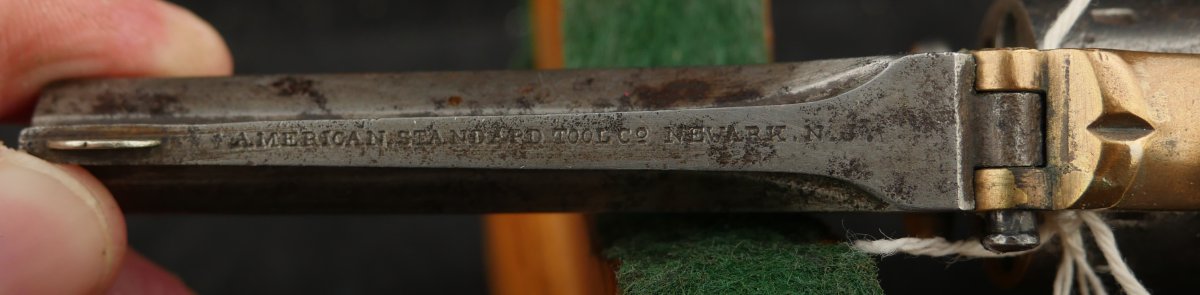 AMERICAN STANDARD TOOL CO NEWARK. N. J.